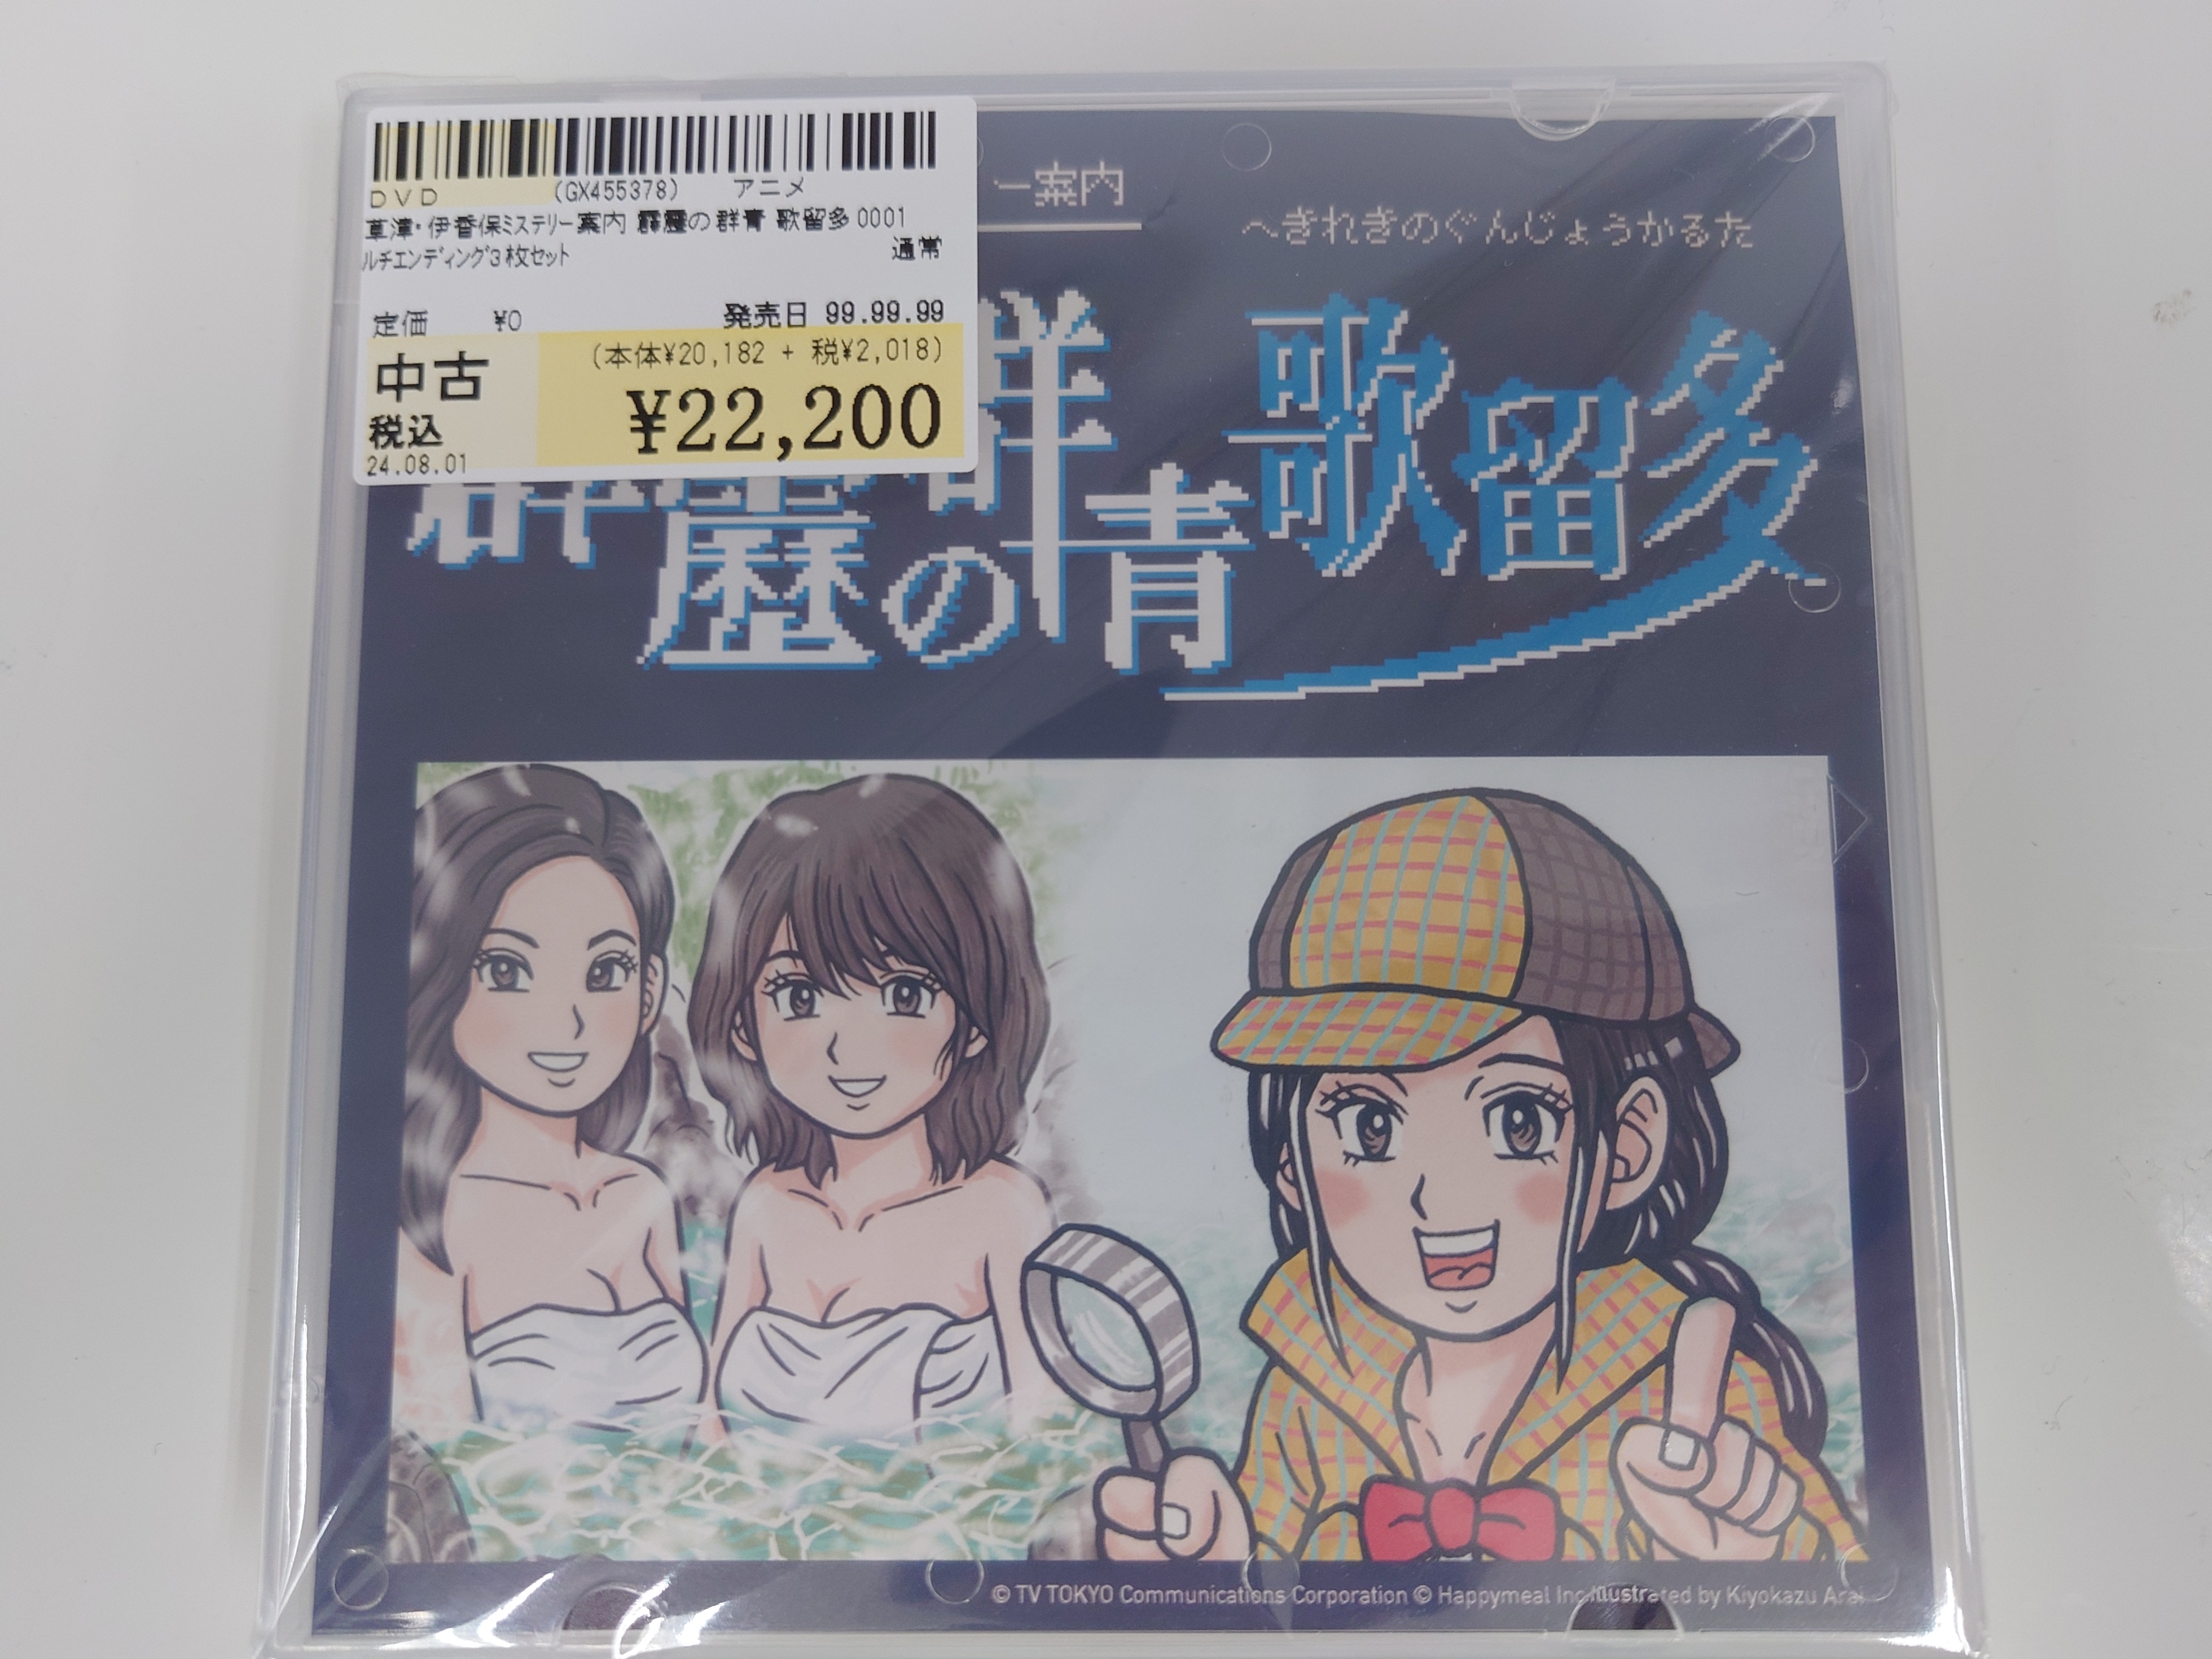 DVD (GX455378) アニメ
草津・伊香保ミステリー案内 霹靂の群青 歌留多 0001
ルチエンディング3枚セット 通常
定価 ¥0 発売日 99.99.99
中古 (本体¥20,182 + 税¥2,018)
税込 ¥22,200
24.08.01
ー案内
へきれきのぐんじょうかるた
靂の群青 歌留多
© TV TOKYO Communications Corporation © Happymeal Inc Illustrated by Kiyokazu Arai